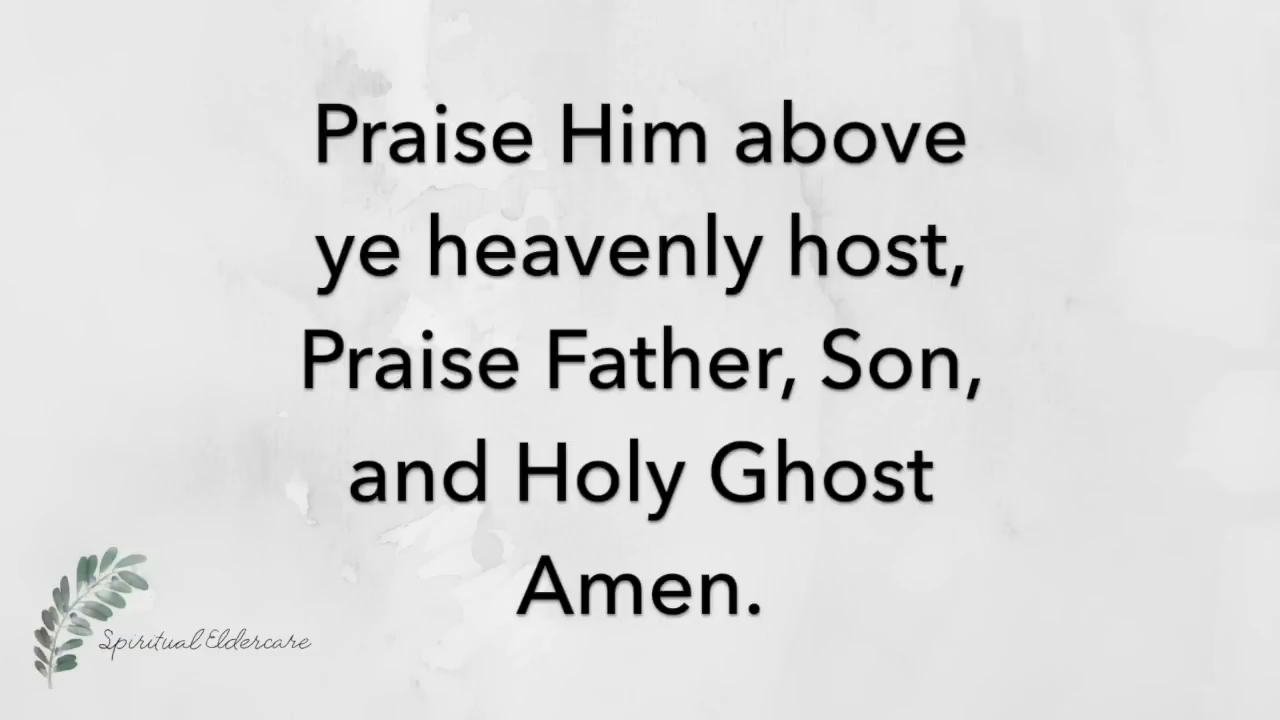 Praise Him above
ye heavenly host,
Praise Father, Son,
and Holy Ghost
Amen.
Spiritual Eldercare